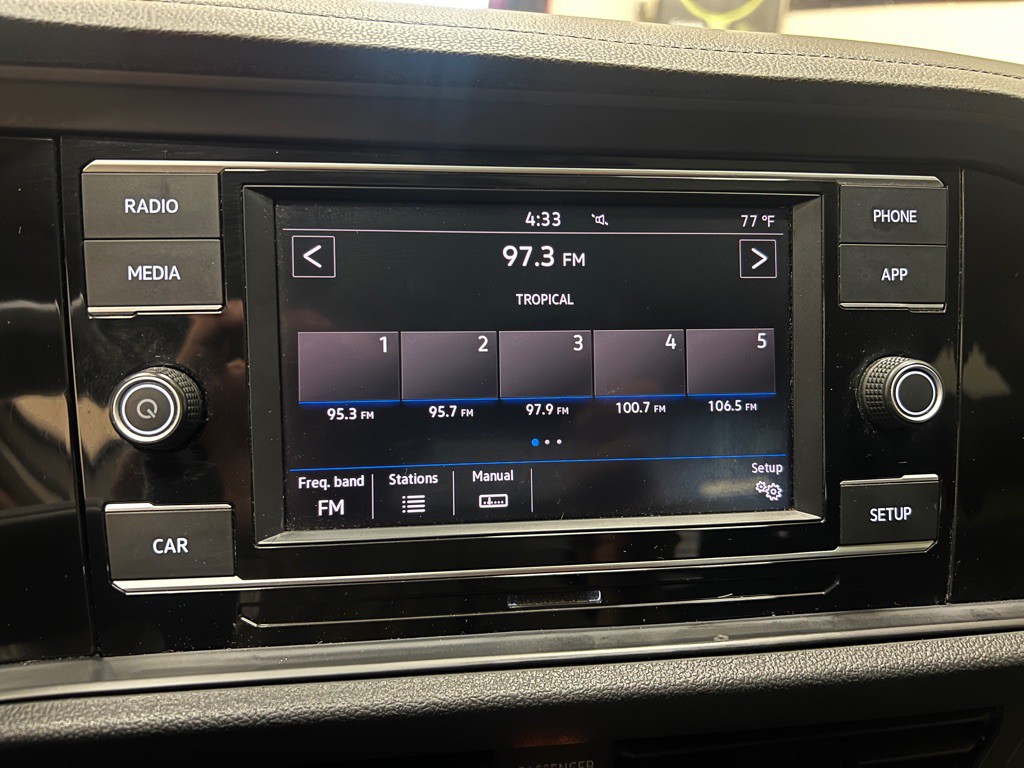 RADIO
MEDIA
CAR
4:33 77 °F
< 97.3 FM >
TROPICAL
1 2 3 4 5
95.3 FM 95.7 FM 97.9 FM 100.7 FM 106.5 FM
Freq. band Stations Manual Setup
FM
PHONE
APP
SETUP
PASSENGER